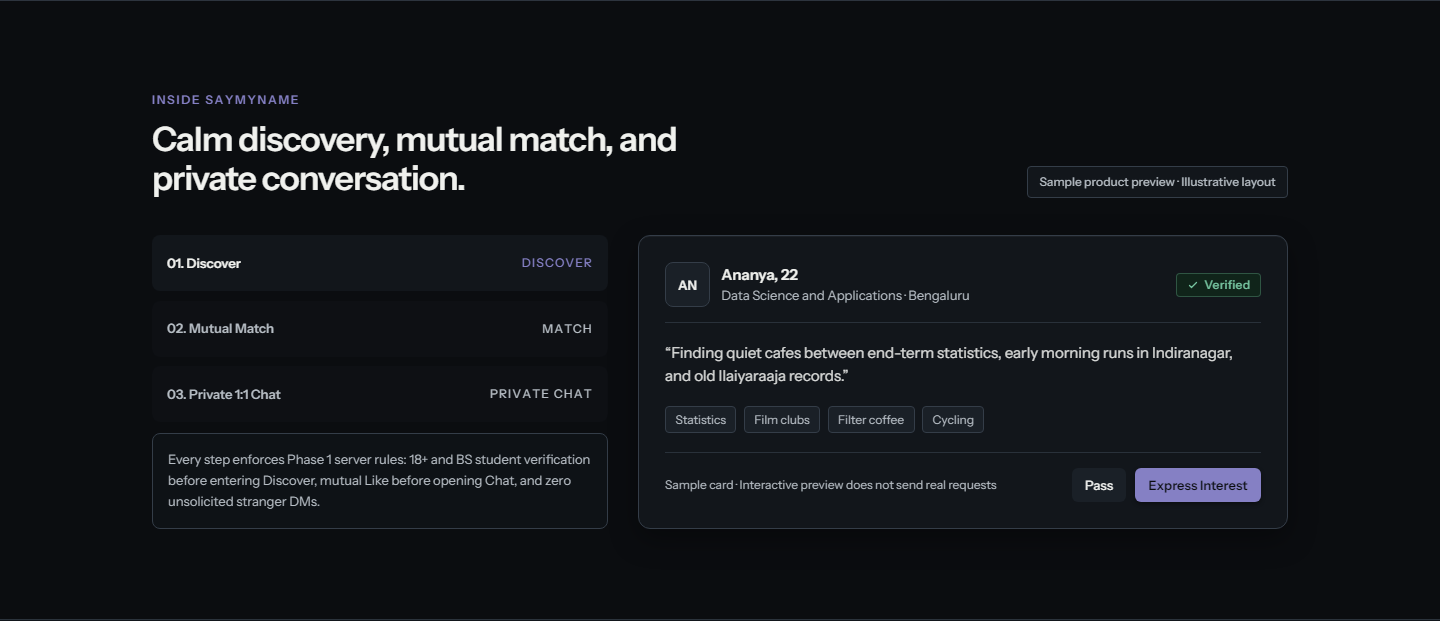 INSIDE SAYMYNAME
Calm discovery, mutual match, and
private conversation.
Sample product preview · Illustrative layout
01. Discover
DISCOVER
02. Mutual Match
MATCH
03. Private 1:1 Chat
PRIVATE CHAT
Every step enforces Phase 1 server rules: 18+ and BS student verification
before entering Discover, mutual Like before opening Chat, and zero
unsolicited stranger DMs.
AN
Ananya, 22
Data Science and Applications · Bengaluru
✓ Verified
“Finding quiet cafes between end-term statistics, early morning runs in Indiranagar,
and old Ilaiyaraaja records.”
Statistics
Film clubs
Filter coffee
Cycling
Sample card · Interactive preview does not send real requests
Pass
Express Interest